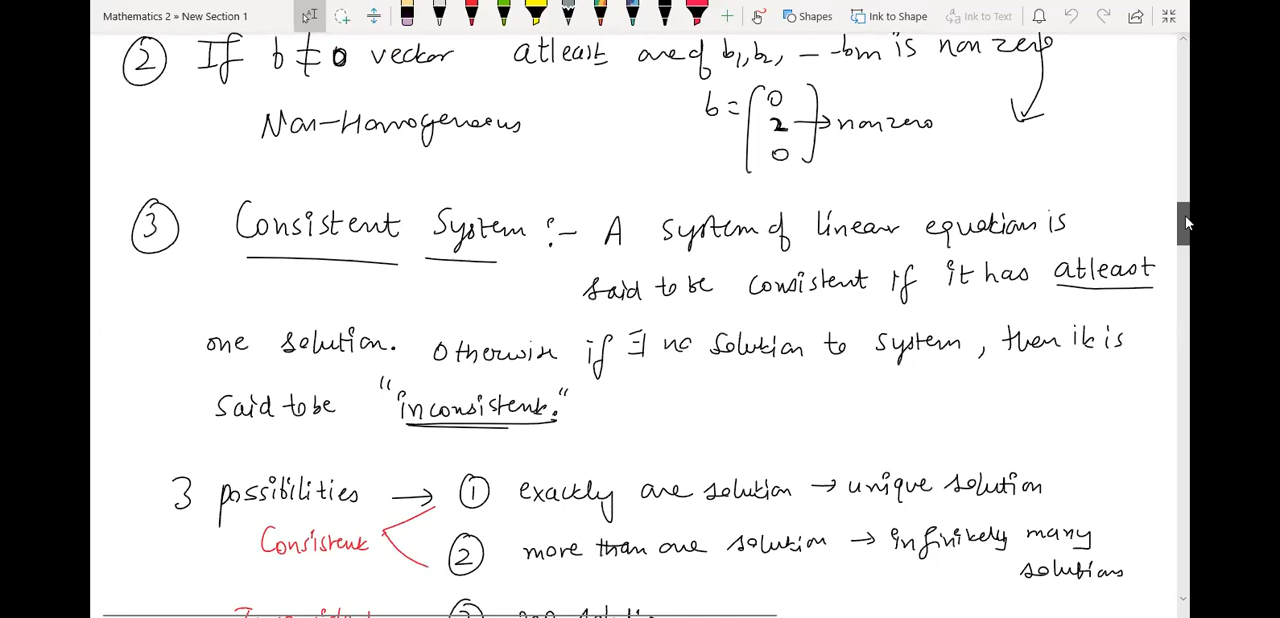 Mathematics 2 » New Section 1
Shapes
Ink to Shape
Ink to Text
② If b ≠ 0 vector atleast one of b1, b2, – - bm is non zero
Non-Homogeneous
b = (0 2 0) → nonzero
③ Consistent System :- A system of linear equation is
said to be consistent if it has atleast
one solution. Otherwise if ∃ no solution to system, then it is
said to be "inconsistent."
3 possibilities → ① exactly one solution → unique solution
Consistent
② more than one solution → infinitely many
solutions